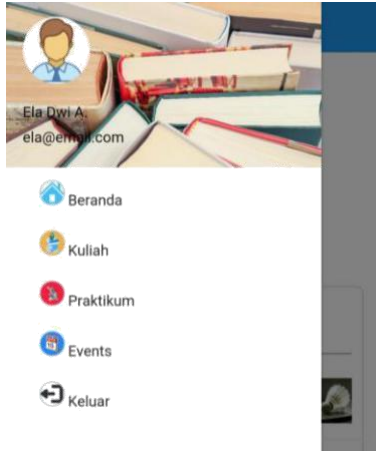 Ela Dwi A.
ela@email.com
Beranda
Kuliah
Praktikum
Events
Keluar